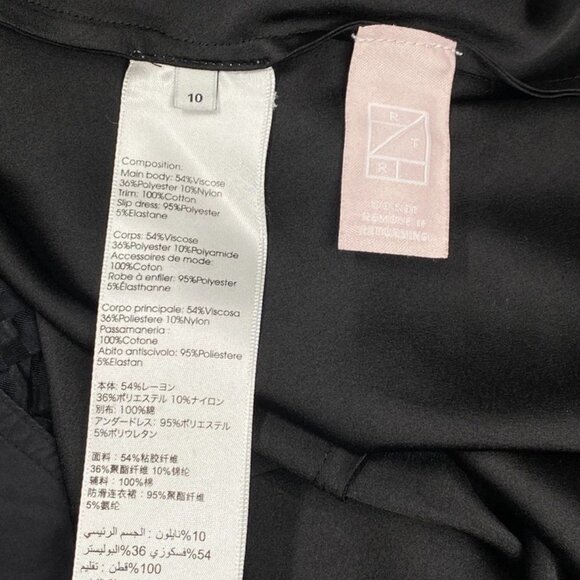 10
Composition:
Main body: 54%Viscose
36%Polyester 10%Nylon
Trim: 100%Cotton
Slip dress: 95%Polyester
5%Elastane
Corps: 54%Viscose
36%Polyester 10%Polyamide
Accessoires de mode:
100%Coton
Robe à enfiler: 95%Polyester
5%Élasthanne
Corpo principale: 54%Viscosa
36%Poliestere 10%Nylon
Passamaneria :
100%Cotone
Abito antiscivolo: 95%Poliestere
5%Elastan
本体: 54%レーヨン
36%ポリエステル 10%ナイロン
別布: 100%綿
アンダードレス: 95%ポリエステル
5%ポリウレタン
面料: 54%粘胶纤维
36%聚酯纤维 10%锦纶
辅料: 100%棉
防滑连衣裙: 95%聚酯纤维
5%氨纶
10%نايلون : الجسم الرئيسي
54%فسكوزي 36%البوليستر
100%قطن : تقليم
R
T
R
DO NOT
REMOVE IF
RETURNING